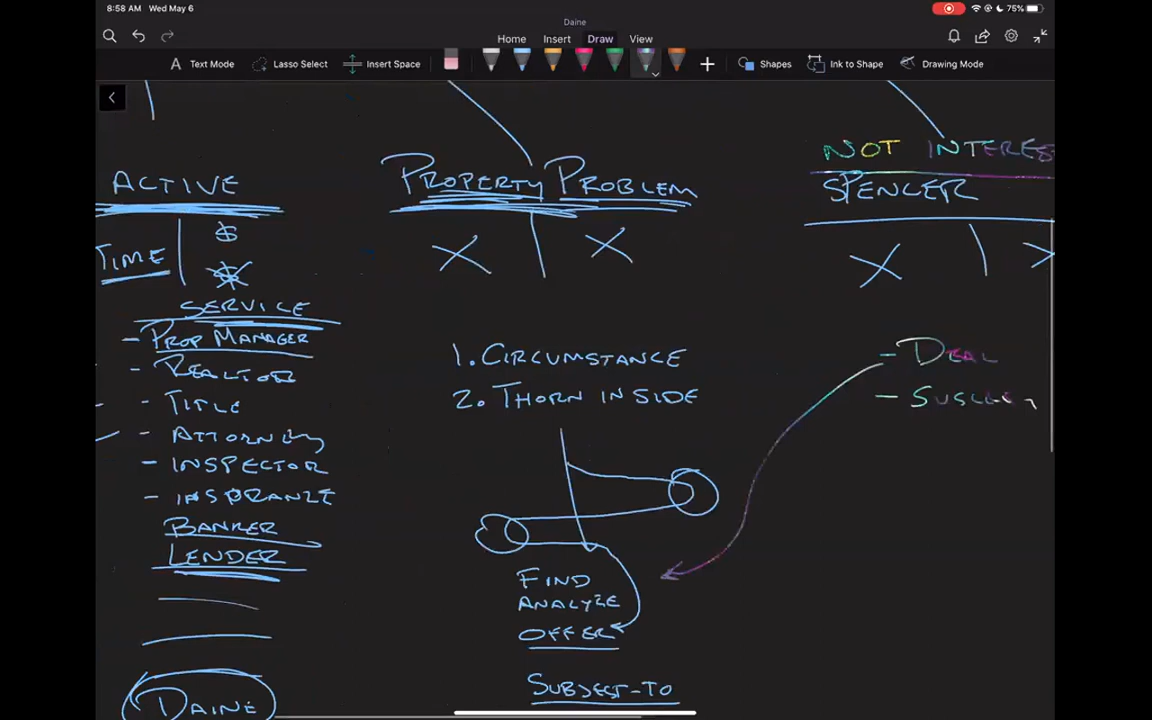 8:58 AM Wed May 6
75%
Daine
Home Insert Draw View
Text Mode Lasso Select Insert Space Shapes Ink to Shape Drawing Mode
ACTIVE
TIME
$
SERVICE
- PROP MANAGER
- REALTOR
- TITLE
- ATTORNEY
- INSPECTOR
- INSURANCE
BANKER
LENDER
DAINE
PROPERTY PROBLEM
X X
1. CIRCUMSTANCE
2. THORN IN SIDE
FIND
ANALYZE
OFFER
SUBJECT-TO
NOT INTERES
SPENCER
X
- DEAL